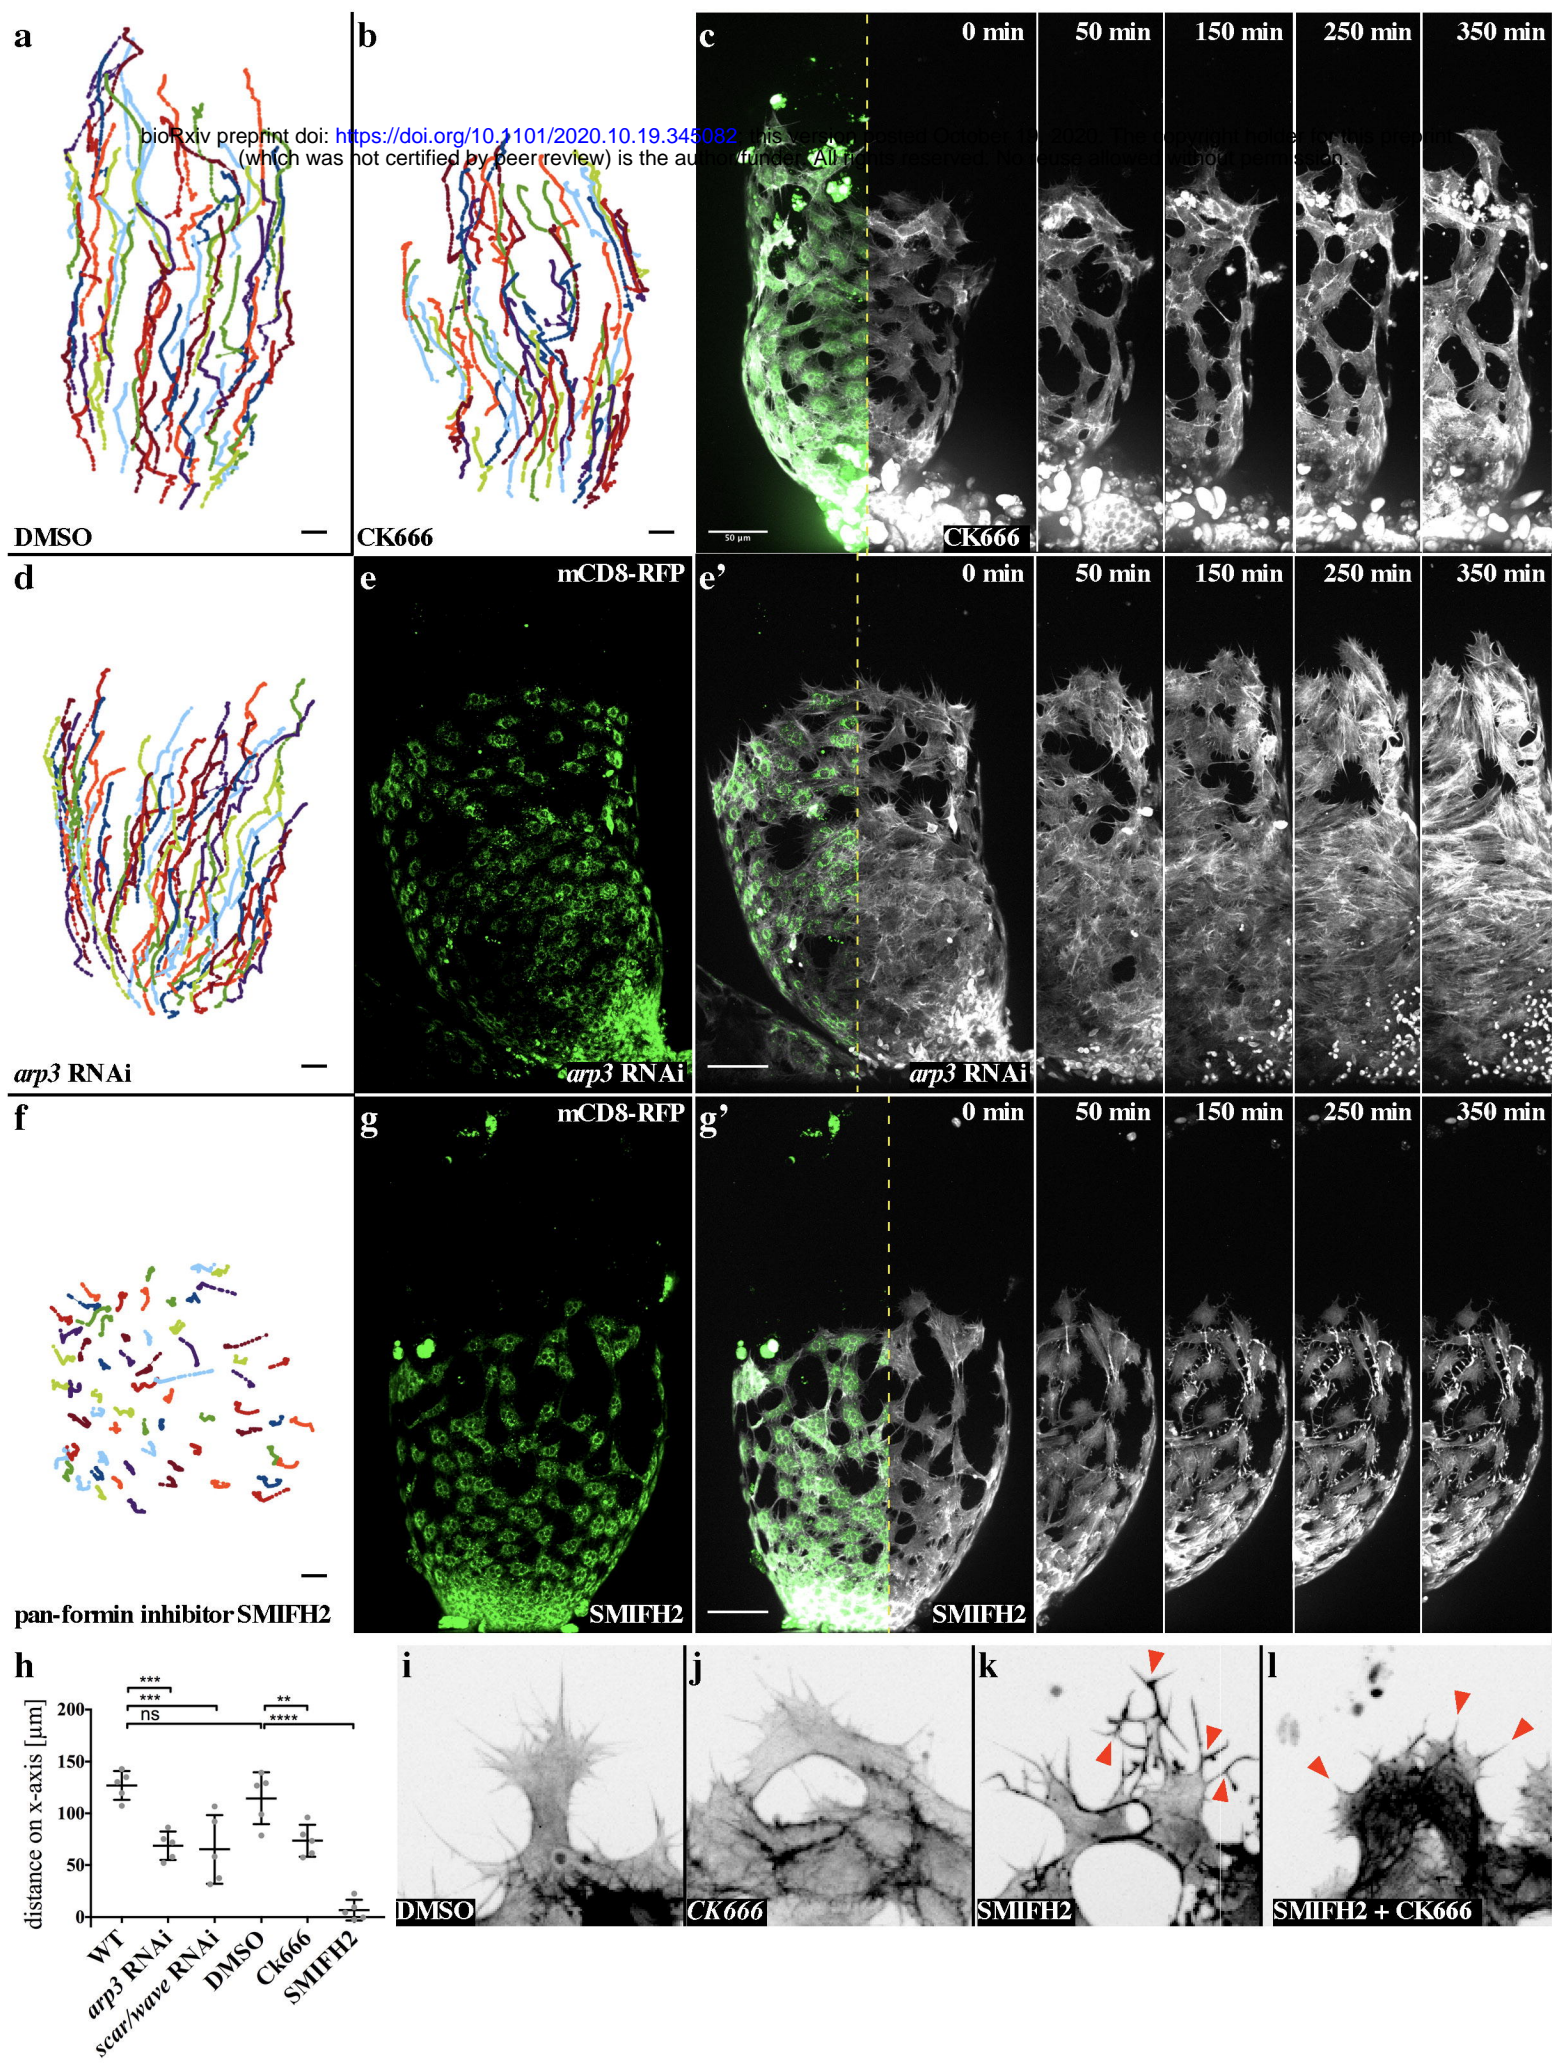 a
b
c
0 min
50 min
150 min
250 min
350 min
bioRxiv preprint doi: https://doi.org/10.1101/2020.10.19.345082; this version posted October 19, 2020. The copyright holder for this preprint
(which was not certified by peer review) is the author/funder. All rights reserved. No reuse allowed without permission.
DMSO
CK666
50 µm
CK666
d
e
mCD8-RFP
e’
0 min
50 min
150 min
250 min
350 min
arp3 RNAi
arp3 RNAi
arp3 RNAi
f
g
mCD8-RFP
g’
0 min
50 min
150 min
250 min
350 min
pan-formin inhibitor SMIFH2
SMIFH2
SMIFH2
h
distance on x-axis [µm]
200
150
100
50
0
***
***
ns
**
****
WT
arp3 RNAi
scar/wave RNAi
DMSO
Ck666
SMIFH2
i
DMSO
j
CK666
k
SMIFH2
l
SMIFH2 + CK666